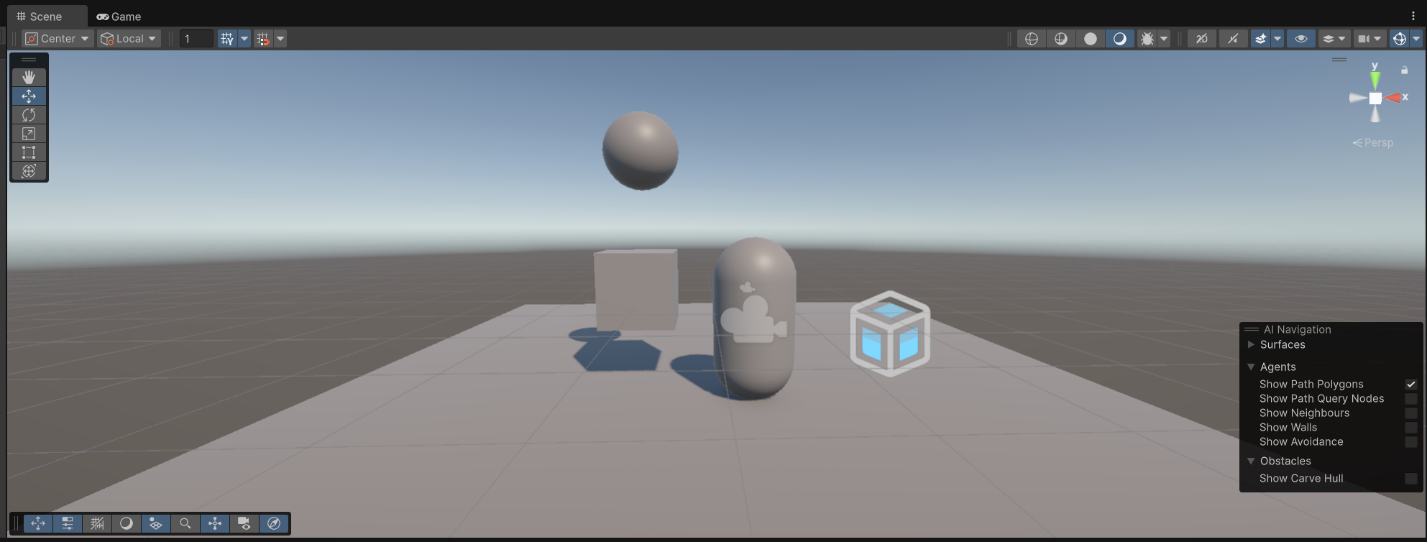 Scene
Game
Center
Local
1
2D
y
x
Persp
AI Navigation
Surfaces
Agents
Show Path Polygons
Show Path Query Nodes
Show Neighbours
Show Walls
Show Avoidance
Obstacles
Show Carve Hull